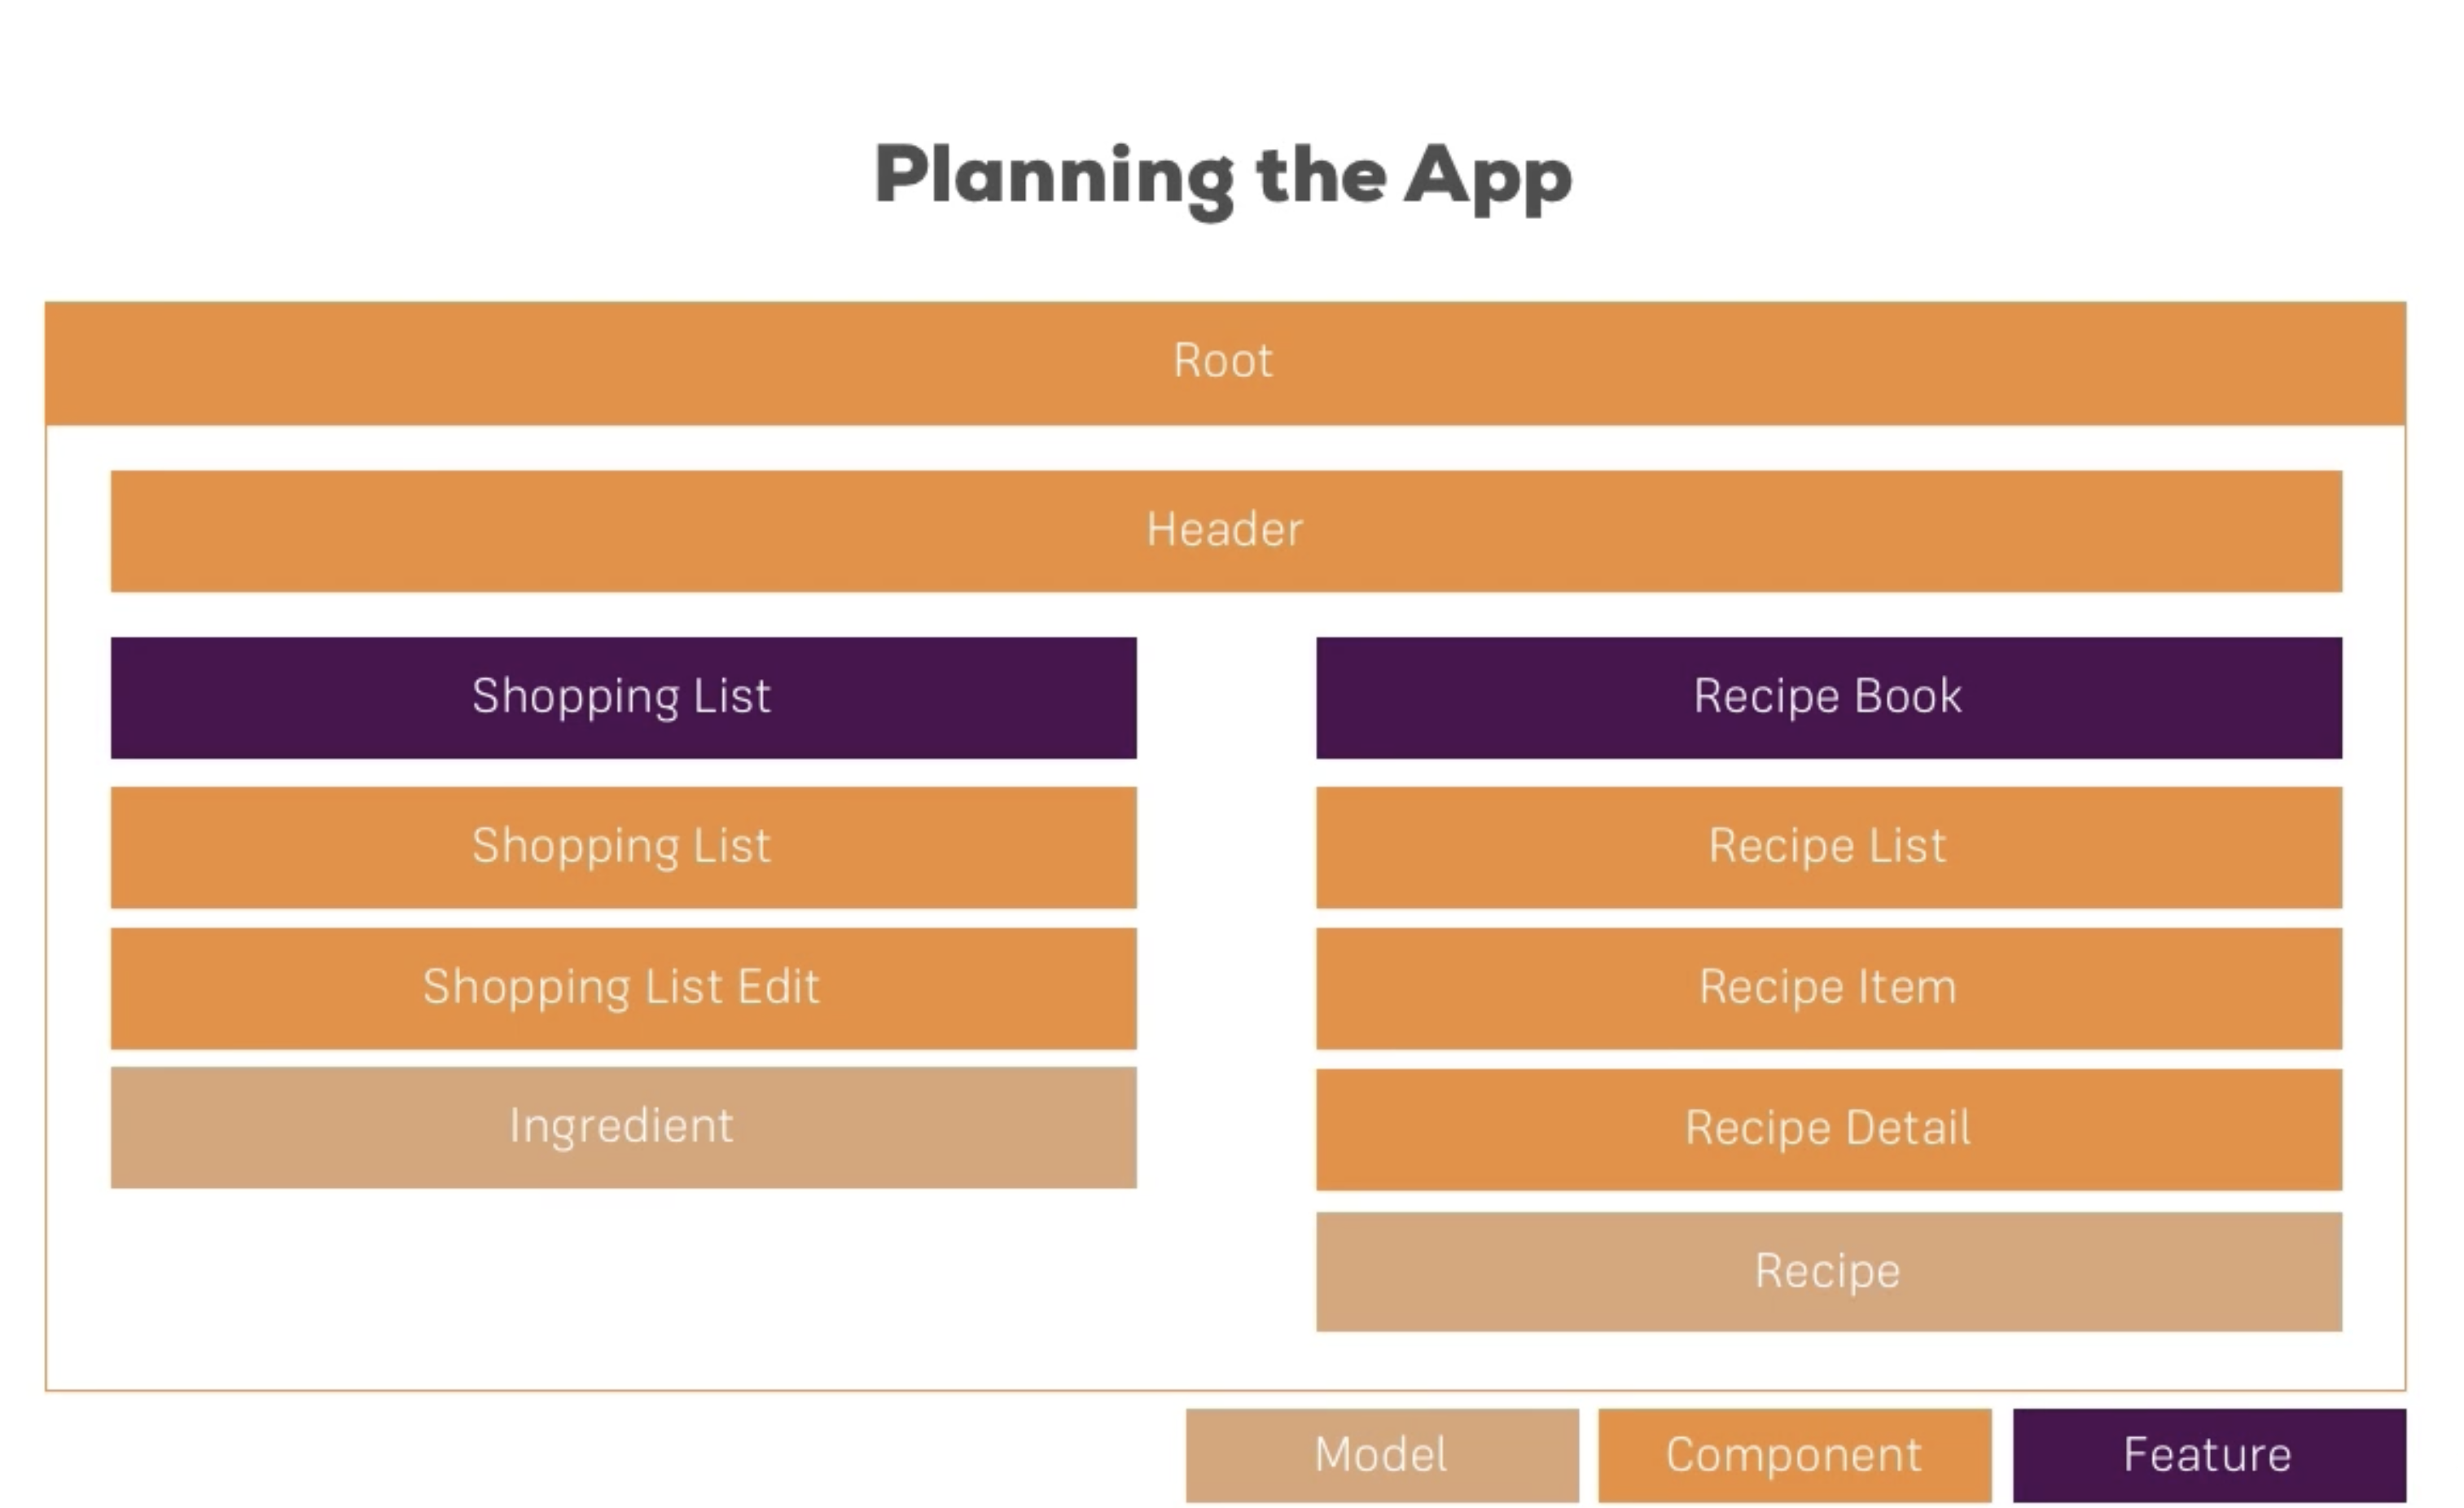 Planning the App
Root
Header
Shopping List
Recipe Book
Shopping List
Recipe List
Shopping List Edit
Recipe Item
Ingredient
Recipe Detail
Recipe
Model
Component
Feature